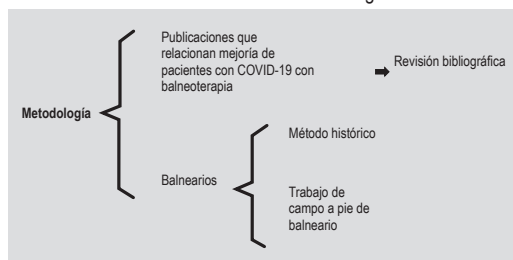 Publicaciones que
relacionan mejoría de
pacientes con COVID-19 con
balneoterapia
Revisión bibliográfica
Metodología
Método histórico
Balnearios
Trabajo de
campo a pie de
balneario